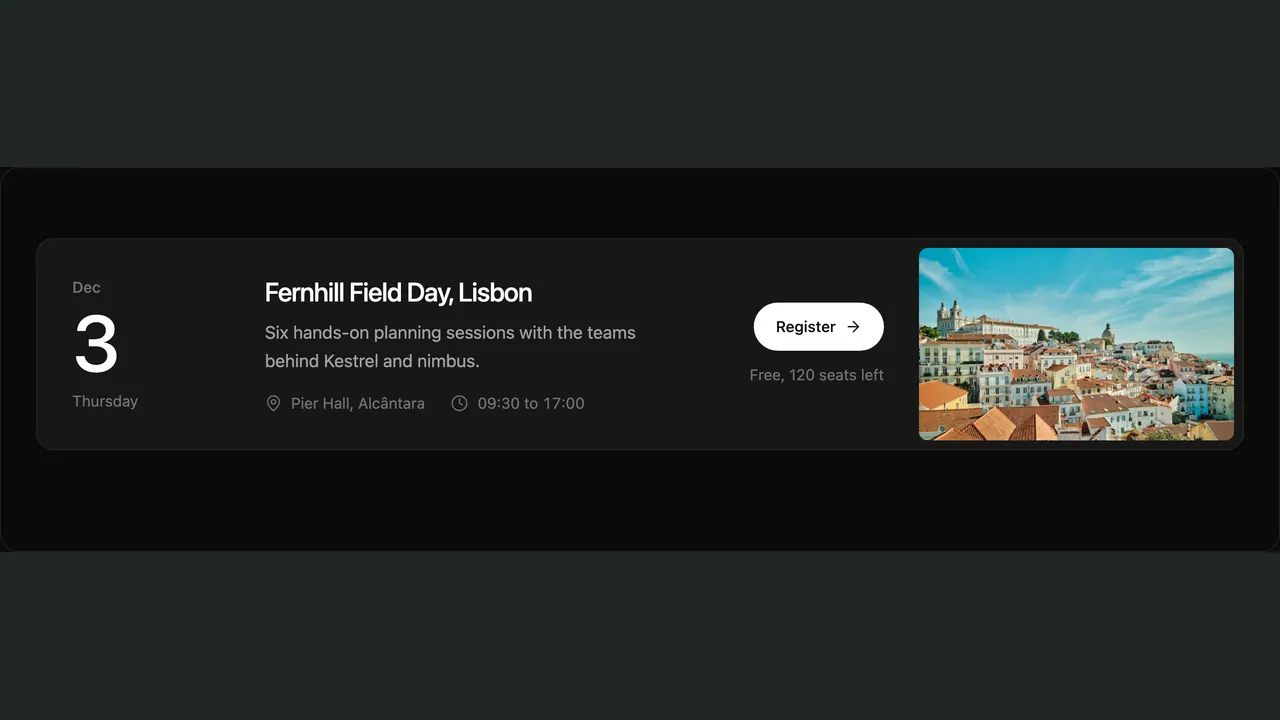 Dec
3
Thursday
Fernhill Field Day, Lisbon
Six hands-on planning sessions with the teams
behind Kestrel and nimbus.
Pier Hall, Alcântara
09:30 to 17:00
Register
Free, 120 seats left